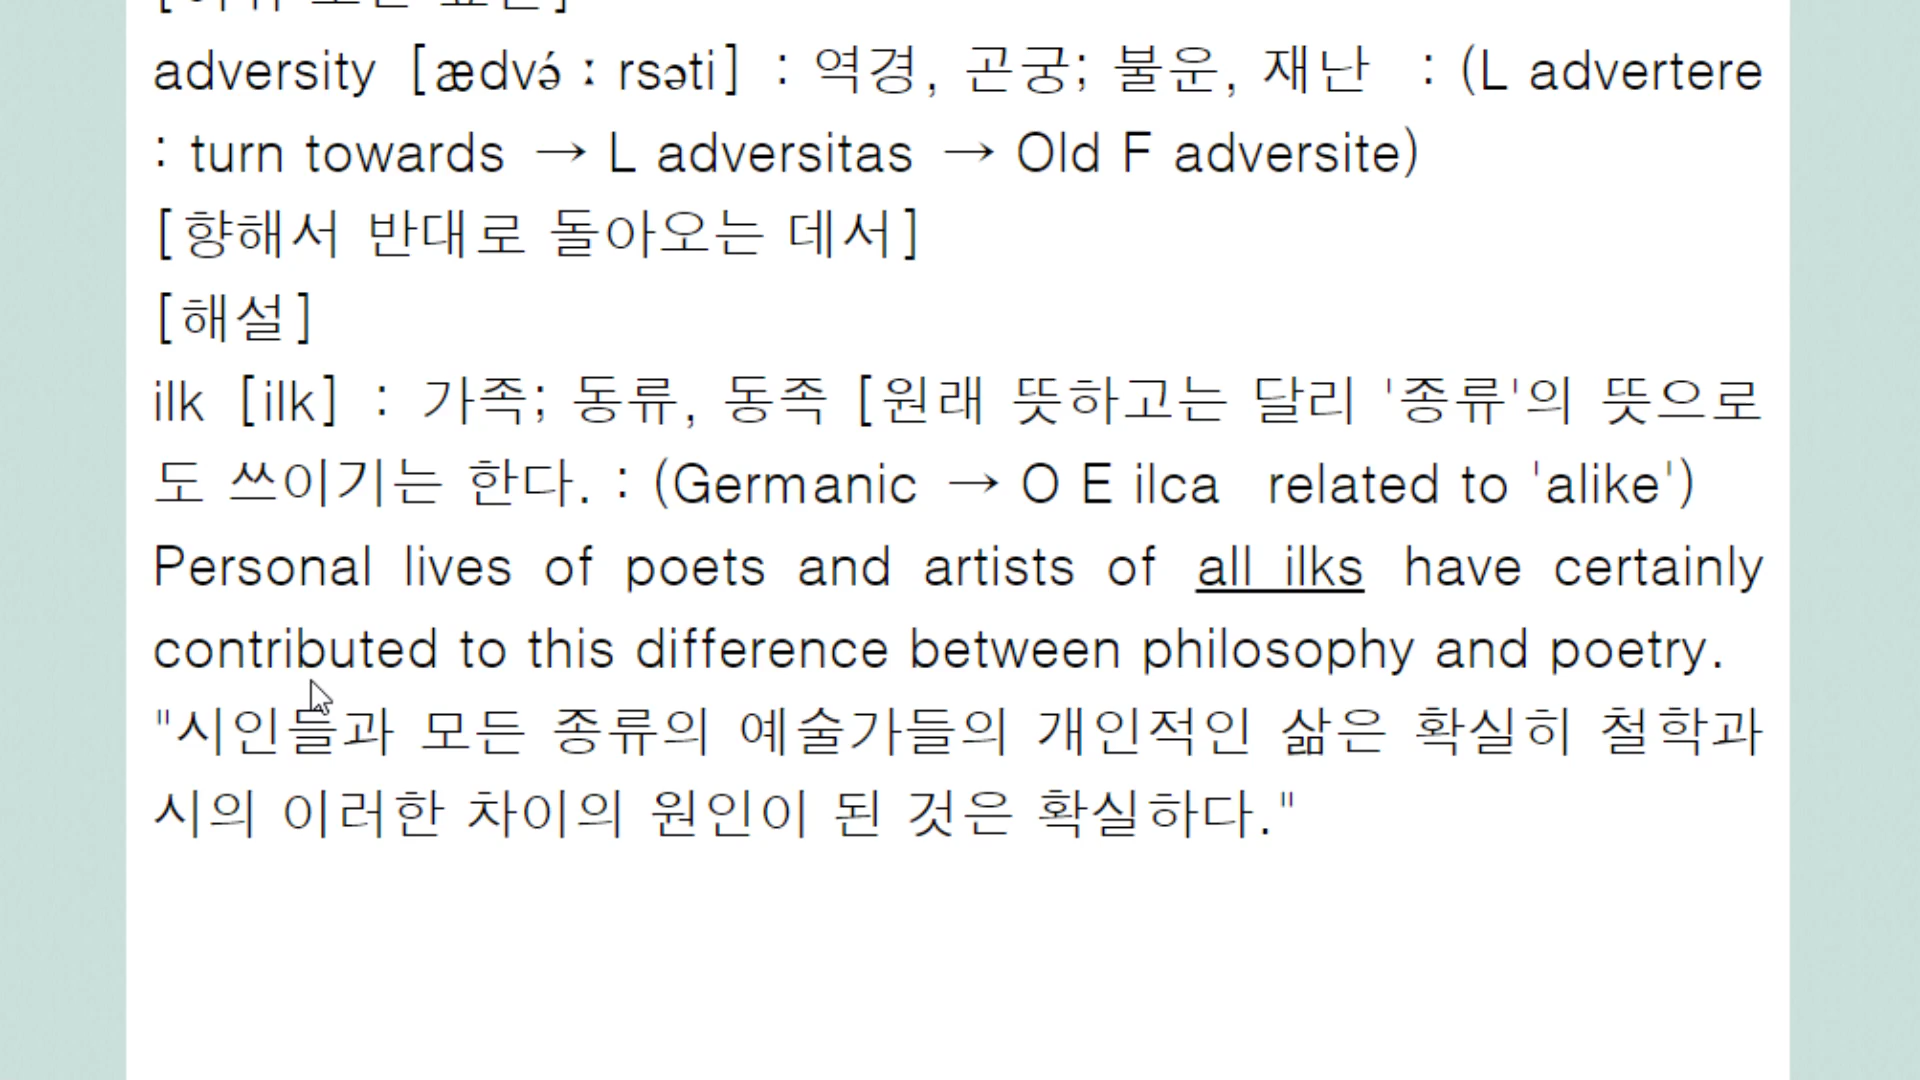 adversity [ædvə́ː rsəti] : 역경, 곤궁; 불운, 재난 : (L advertere
: turn towards → L adversitas → Old F adversite)
[향해서 반대로 돌아오는 데서]
[해설]
ilk [ilk] : 가족; 동류, 동족 [원래 뜻하고는 달리 '종류'의 뜻으로
도 쓰이기는 한다. : (Germanic → O E ilca related to 'alike')
Personal lives of poets and artists of all ilks have certainly
contributed to this difference between philosophy and poetry.
"시인들과 모든 종류의 예술가들의 개인적인 삶은 확실히 철학과
시의 이러한 차이의 원인이 된 것은 확실하다."